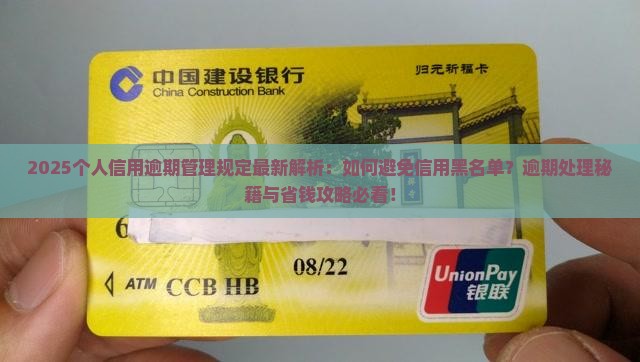 中国建设银行
归元祈福卡
China Construction Bank
2025个人信用逾期管理规定最新解析：如何避免信用黑名单？逾期处理秘
籍与省钱攻略必看！
6
08/22
ATM CCB HB
UnionPay
银联